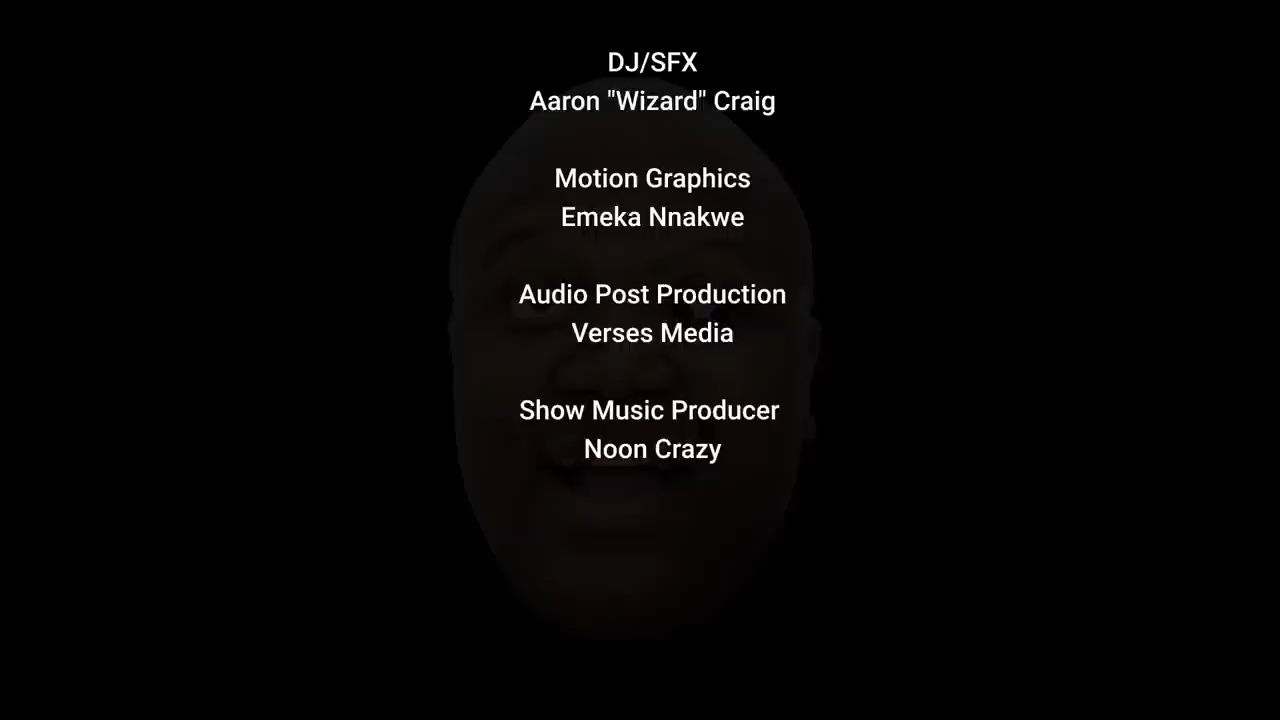 DJ/SFX
Aaron "Wizard" Craig
Motion Graphics
Emeka Nnakwe
Audio Post Production
Verses Media
Show Music Producer
Noon Crazy